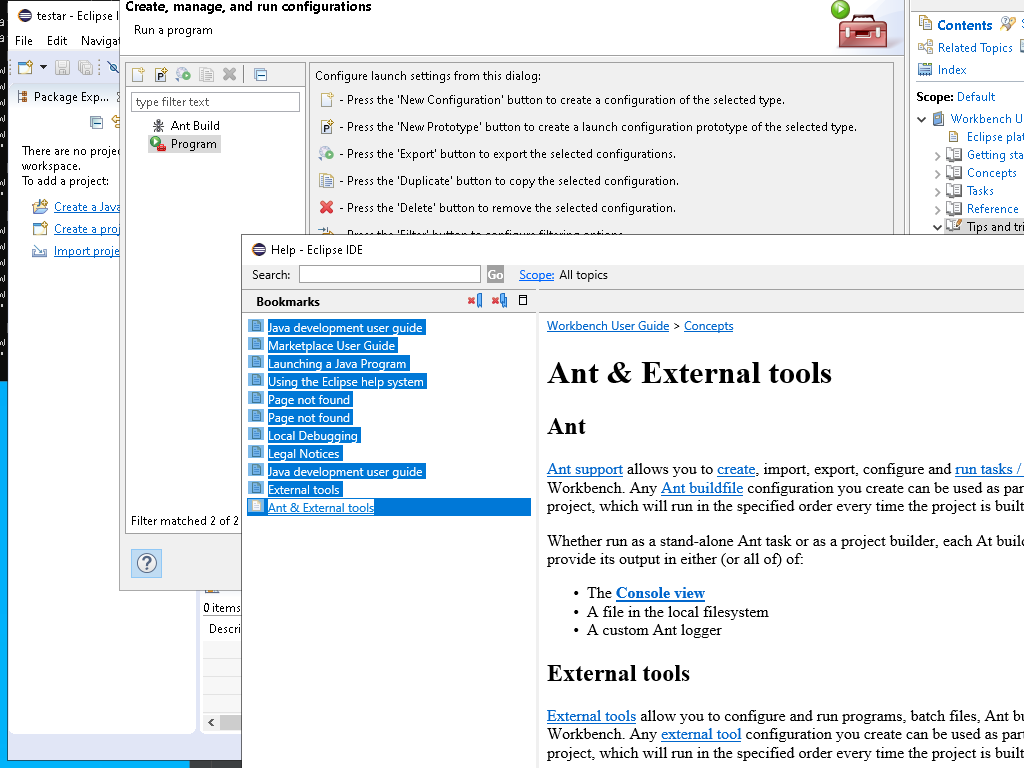 testar - Eclipse I
File Edit Navigat
Package Exp...
There are no projec
workspace.
To add a project:
Create a Java
Create a proj
Import proje
0 items
Descri
Create, manage, and run configurations
Run a program
type filter text
Ant Build
Program
Filter matched 2 of 2
Configure launch settings from this dialog:
- Press the 'New Configuration' button to create a configuration of the selected type.
- Press the 'New Prototype' button to create a launch configuration prototype of the selected type.
- Press the 'Export' button to export the selected configurations.
- Press the 'Duplicate' button to copy the selected configuration.
- Press the 'Delete' button to remove the selected configuration.
- Press the 'Filter' button to configure filtering options.
Contents
Related Topics
Index
Scope: Default
Workbench U
Eclipse plat
Getting sta
Concepts
Tasks
Reference
Tips and tri
Help - Eclipse IDE
Search: Go Scope: All topics
Bookmarks
Java development user guide
Marketplace User Guide
Launching a Java Program
Using the Eclipse help system
Page not found
Page not found
Local Debugging
Legal Notices
Java development user guide
External tools
Ant & External tools
Workbench User Guide > Concepts
Ant & External tools
Ant
Ant support allows you to create, import, export, configure and run tasks /
Workbench. Any Ant buildfile configuration you create can be used as part
project, which will run in the specified order every time the project is built
Whether run as a stand-alone Ant task or as a project builder, each At build
provide its output in either (or all of) of:
• The Console view
• A file in the local filesystem
• A custom Ant logger
External tools
External tools allow you to configure and run programs, batch files, Ant bu
Workbench. Any external tool configuration you create can be used as part
project, which will run in the specified order every time the project is built